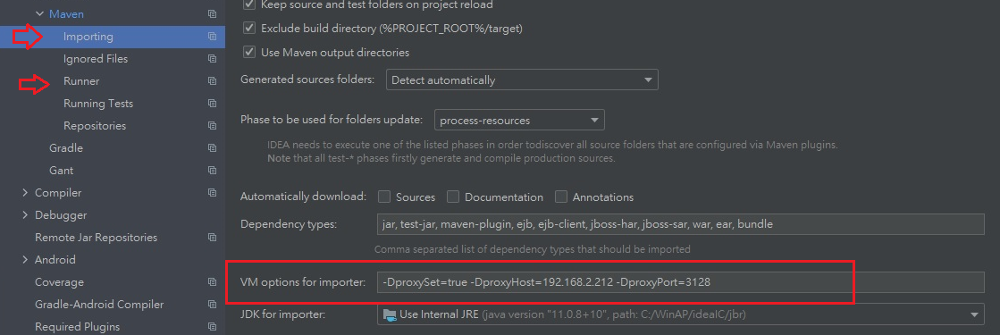 Maven
Importing
Ignored Files
Runner
Running Tests
Repositories
Gradle
Gant
Compiler
Debugger
Remote Jar Repositories
Android
Coverage
Gradle-Android Compiler
Required Plugins
Keep source and test folders on project reload
Exclude build directory (%PROJECT_ROOT%/target)
Use Maven output directories
Generated sources folders: Detect automatically
Phase to be used for folders update: process-resources
IDEA needs to execute one of the listed phases in order todiscover all source folders that are configured via Maven plugins.
Note that all test-* phases firstly generate and compile production sources.
Automatically download: Sources Documentation Annotations
Dependency types: jar, test-jar, maven-plugin, ejb, ejb-client, jboss-har, jboss-sar, war, ear, bundle
Comma separated list of dependency types that should be imported
VM options for importer: -DproxySet=true -DproxyHost=192.168.2.212 -DproxyPort=3128
JDK for importer: Use Internal JRE (java version "11.0.8+10", path: C:/WinAP/ideaIC/jbr)